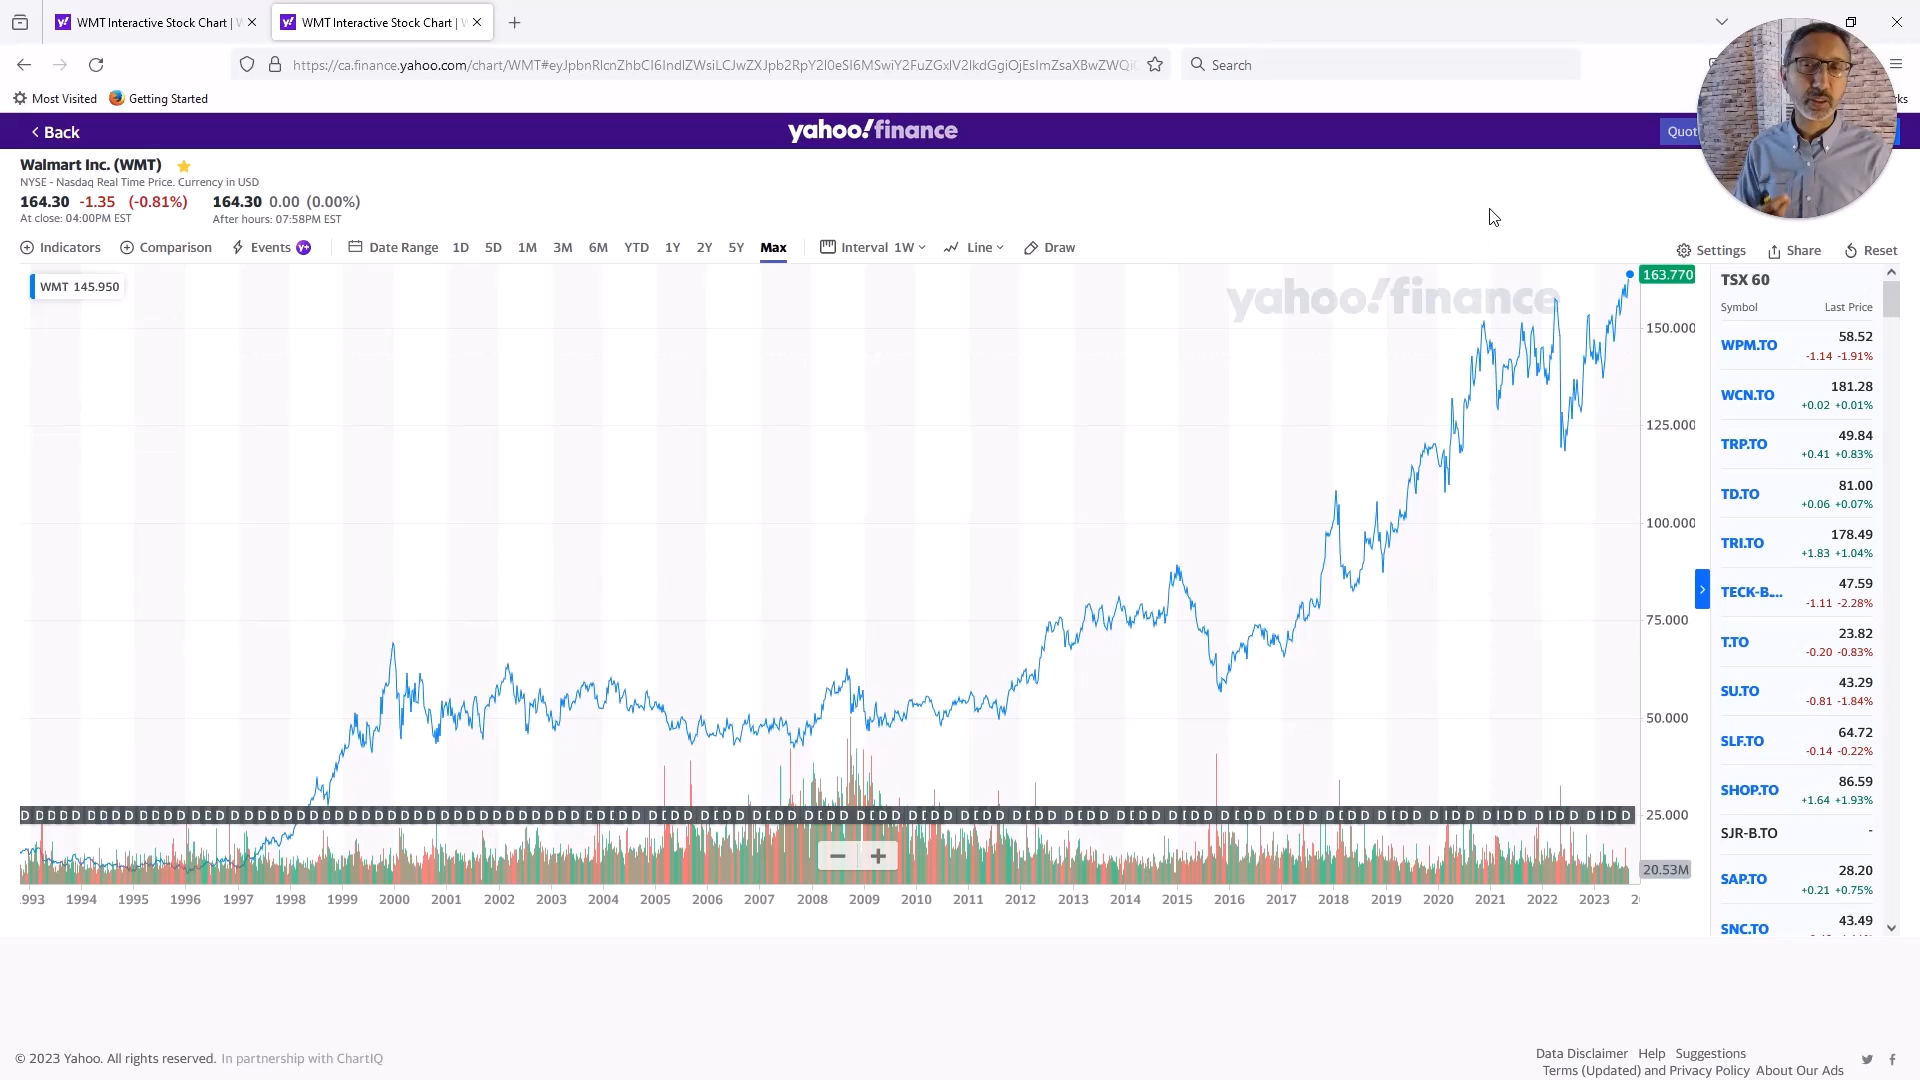 WMT Interactive Stock Chart |
WMT Interactive Stock Chart |
Search
Most Visited
Getting Started
Back
yahoo!finance
Quot
Walmart Inc. (WMT)
NYSE - Nasdaq Real Time Price. Currency in USD
164.30 -1.35 (-0.81%) 164.30 0.00 (0.00%)
At close: 04:00PM EST After hours: 07:58PM EST
Indicators Comparison Events Y+ Date Range 1D 5D 1M 3M 6M YTD 1Y 2Y 5Y Max Interval 1W Line Draw
Settings Share Reset
WMT 145.950
yahoo!finance
163.770
150.000
125.000
100.000
75.000
50.000
25.000
20.53M
993 1994 1995 1996 1997 1998 1999 2000 2001 2002 2003 2004 2005 2006 2007 2008 2009 2010 2011 2012 2013 2014 2015 2016 2017 2018 2019 2020 2021 2022 2023 2
TSX 60
Symbol Last Price
WPM.TO 58.52
-1.14 -1.91%
WCN.TO 181.28
+0.02 +0.01%
TRP.TO 49.84
+0.41 +0.83%
TD.TO 81.00
+0.06 +0.07%
TRI.TO 178.49
+1.83 +1.04%
TECK-B.... 47.59
-1.11 -2.28%
T.TO 23.82
-0.20 -0.83%
SU.TO 43.29
-0.81 -1.84%
SLF.TO 64.72
-0.14 -0.22%
SHOP.TO 86.59
+1.64 +1.93%
SJR-B.TO -
SAP.TO 28.20
+0.21 +0.75%
SNC.TO 43.49
© 2023 Yahoo. All rights reserved. In partnership with ChartIQ
Data Disclaimer Help Suggestions
Terms (Updated) and Privacy Policy About Our Ads